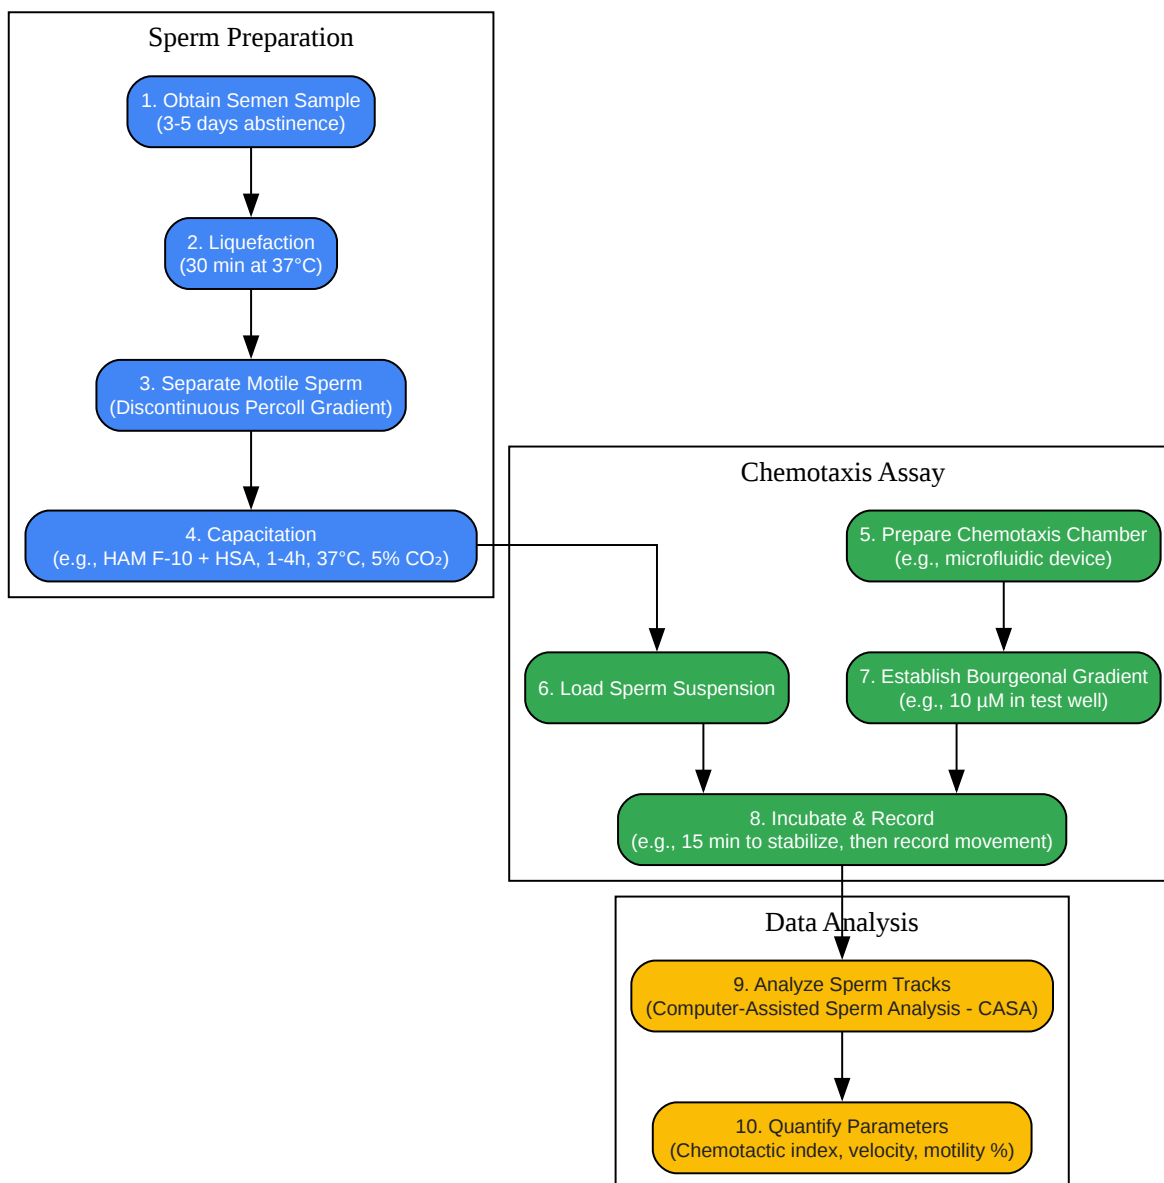 Sperm Preparation
1. Obtain Semen Sample
(3-5 days abstinence)
2. Liquefaction
(30 min at 37°C)
3. Separate Motile Sperm
(Discontinuous Percoll Gradient)
4. Capacitation
(e.g., HAM F-10 + HSA, 1-4h, 37°C, 5% CO₂)
Chemotaxis Assay
5. Prepare Chemotaxis Chamber
(e.g., microfluidic device)
6. Load Sperm Suspension
7. Establish Bourgeonal Gradient
(e.g., 10 µM in test well)
8. Incubate & Record
(e.g., 15 min to stabilize, then record movement)
Data Analysis
9. Analyze Sperm Tracks
(Computer-Assisted Sperm Analysis - CASA)
10. Quantify Parameters
(Chemotactic index, velocity, motility %)